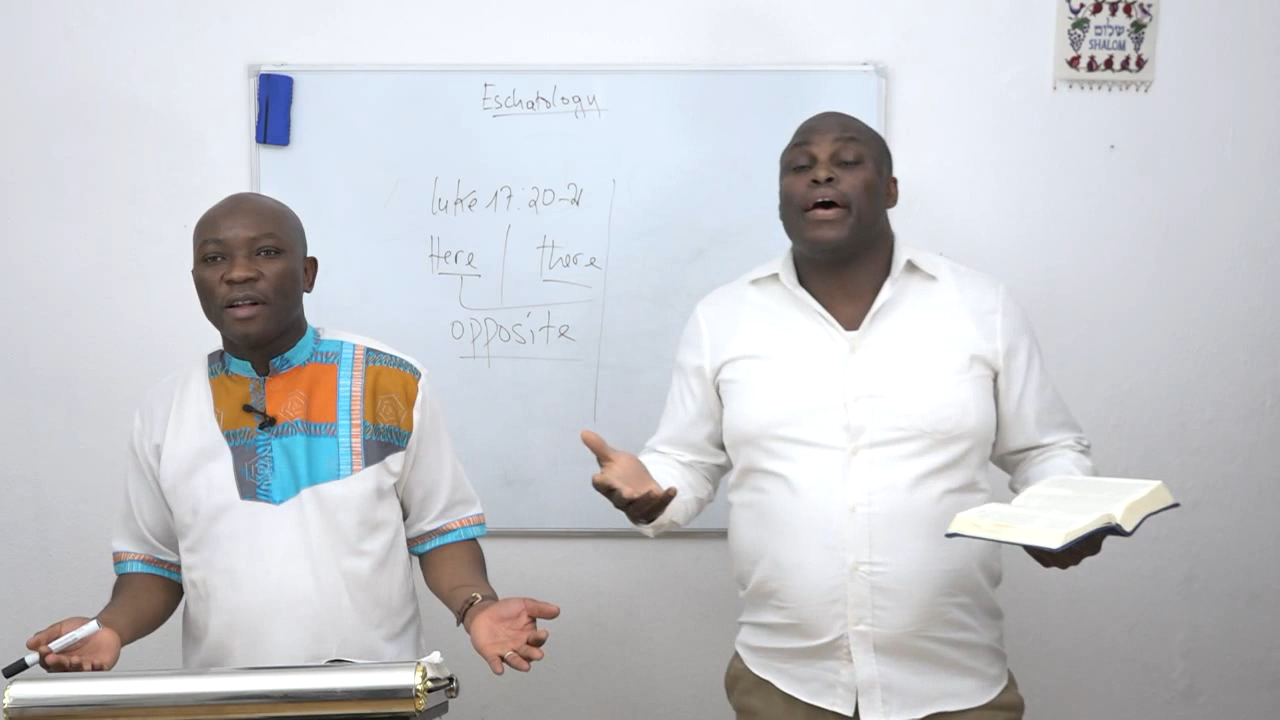 Eschatology
luke 17:20-21
Here | there
opposite
שלום
SHALOM